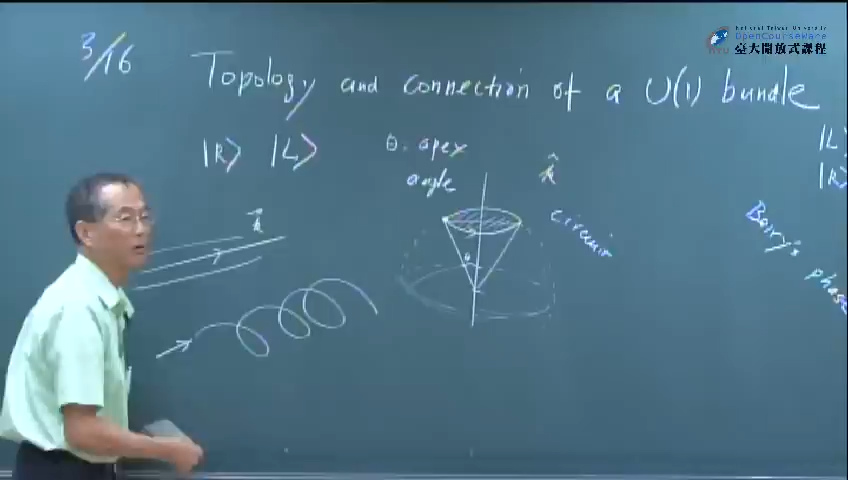 National Taiwan University
OpenCourseWare
臺大開放式課程
3/16
Topology and connection of a U(1) bundle
|R> |L>
θ. apex
angle
k̂
circuit
|L>
|R>
Berry's phase
k⃗
θ